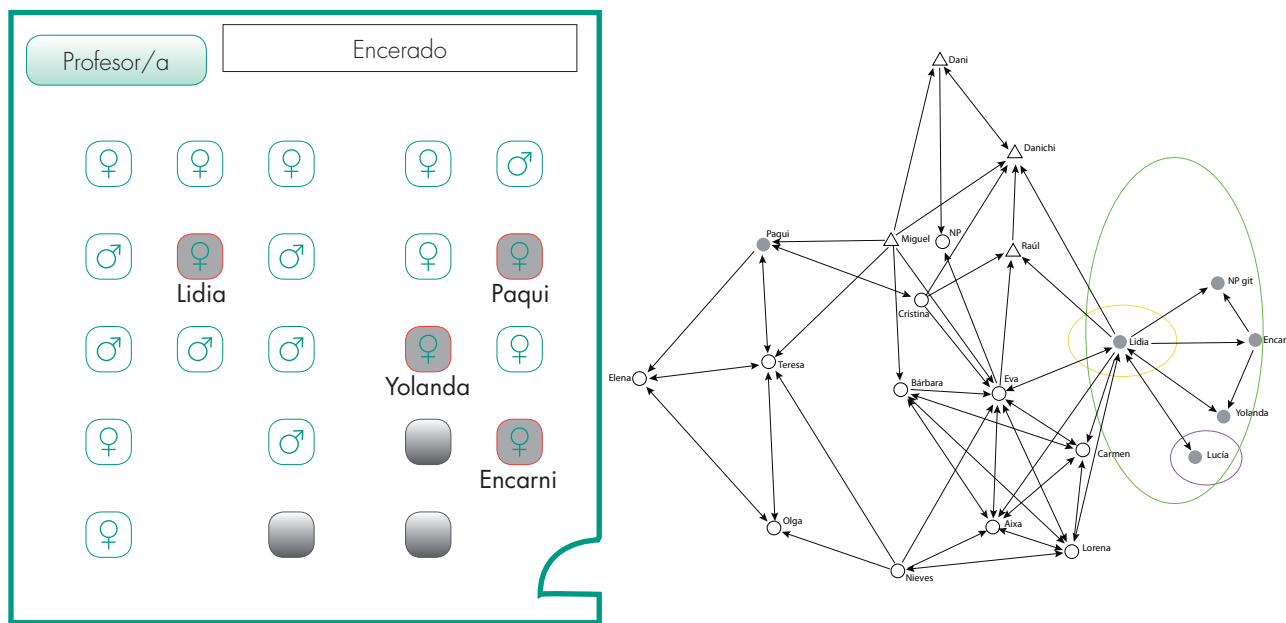 Profesor/a
Encerado
Lidia
Paqui
Yolanda
Encarni
Dani
Danichi
Paqui
Miguel
NP
Raúl
NP git
Cristina
Lidia
Encar
Elena
Teresa
Bárbara
Eva
Yolanda
Carmen
Lucía
Olga
Aixa
Lorena
Nieves